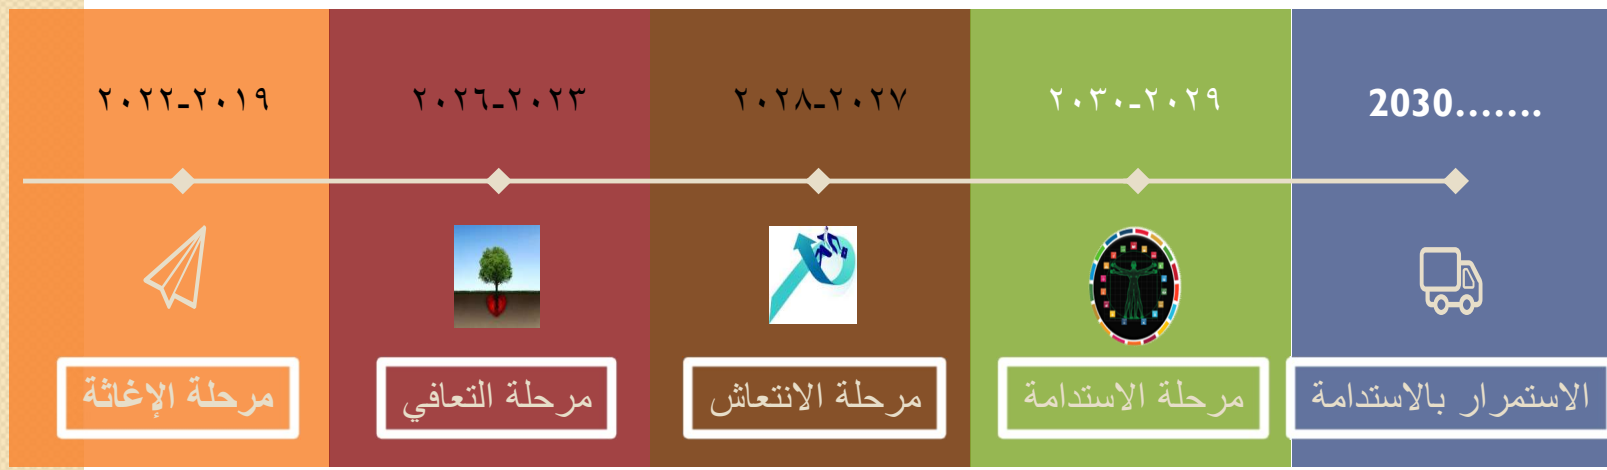 ٢٠١٩-٢٠٢٢
٢٠٢٣-٢٠٢٦
٢٠٢٧-٢٠٢٨
٢٠٢٩-٢٠٣٠
2030.......
مرحلة الإغاثة
مرحلة التعافي
مرحلة الانتعاش
مرحلة الاستدامة
الاستمرار بالاستدامة